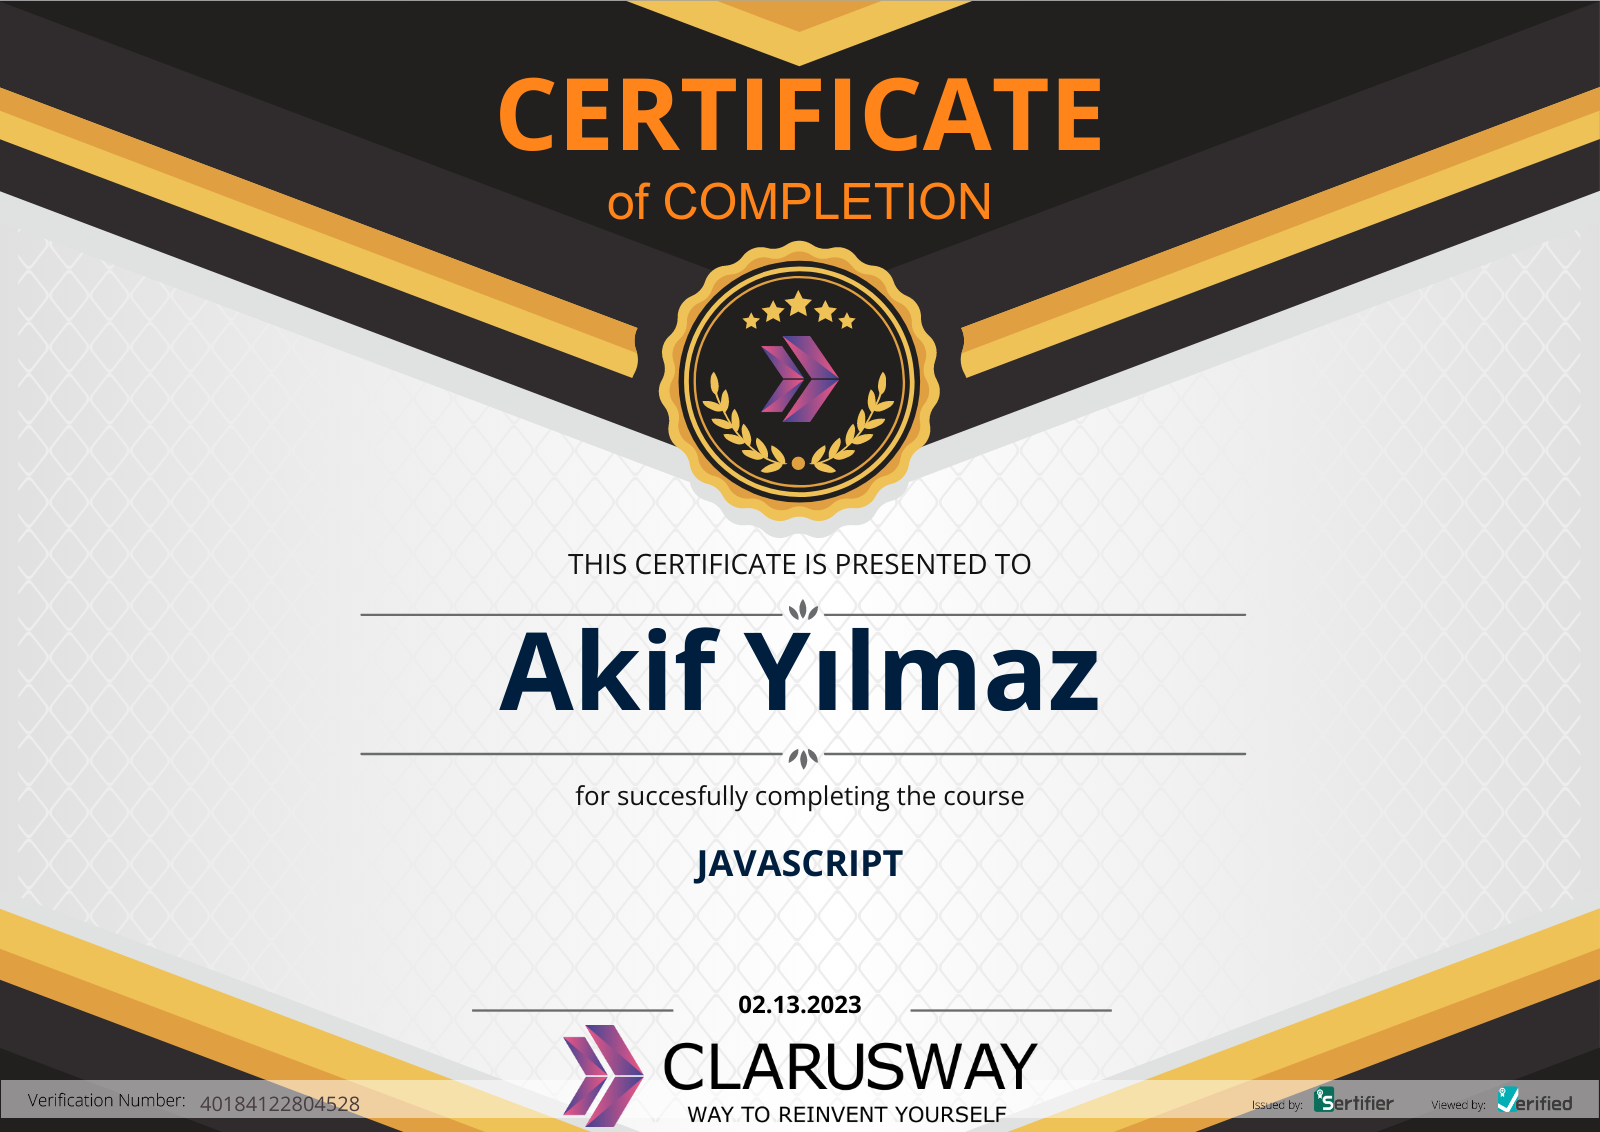 CERTIFICATE
of COMPLETION
THIS CERTIFICATE IS PRESENTED TO
Akif Yılmaz
for succesfully completing the course
JAVASCRIPT
02.13.2023
CLARUSWAY
WAY TO REINVENT YOURSELF
Verification Number: 40184122804528
Issued by: Sertifier
Viewed by: Verified